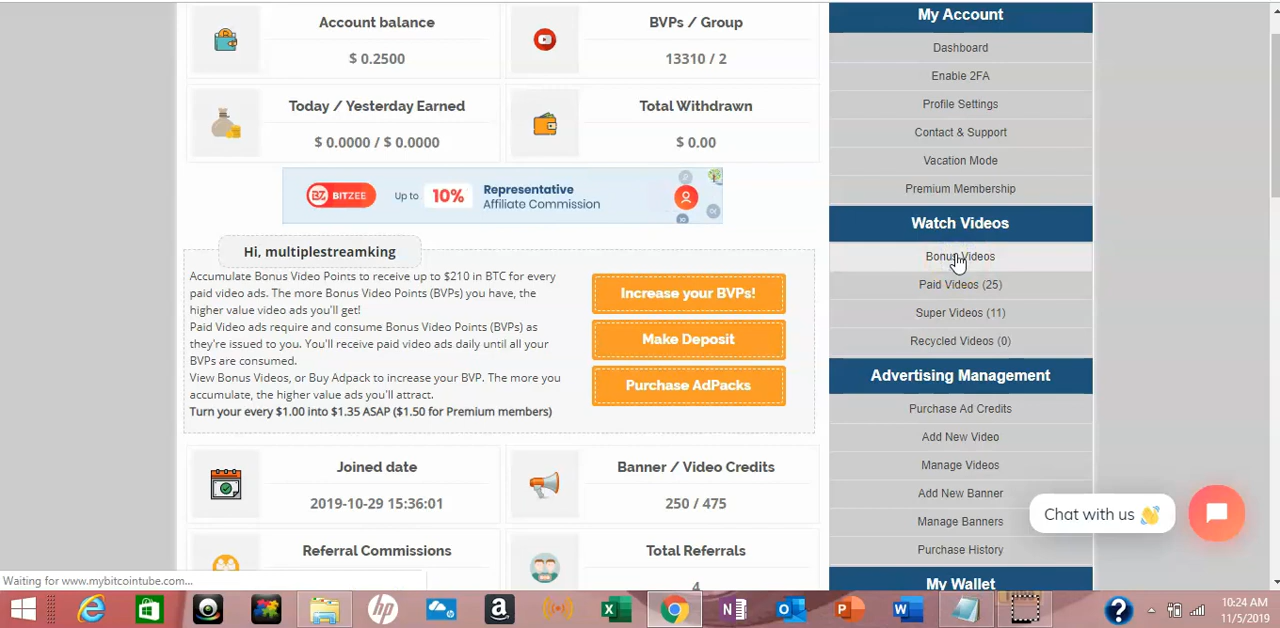 Account balance
$ 0.2500
BVPs / Group
13310 / 2
Today / Yesterday Earned
$ 0.0000 / $ 0.0000
Total Withdrawn
$ 0.00
BZ BITZEE
Up to 10%
Representative
Affiliate Commission
Hi, multiplestreamking
Accumulate Bonus Video Points to receive up to $210 in BTC for every
paid video ads. The more Bonus Video Points (BVPs) you have, the
higher value video ads you'll get!
Paid Video ads require and consume Bonus Video Points (BVPs) as
they're issued to you. You'll receive paid video ads daily until all your
BVPs are consumed.
View Bonus Videos, or Buy Adpack to increase your BVP. The more you
accumulate, the higher value ads you'll attract.
Turn your every $1.00 into $1.35 ASAP ($1.50 for Premium members)
Increase your BVPs!
Make Deposit
Purchase AdPacks
Joined date
2019-10-29 15:36:01
Banner / Video Credits
250 / 475
Referral Commissions
Total Referrals
4
My Account
Dashboard
Enable 2FA
Profile Settings
Contact & Support
Vacation Mode
Premium Membership
Watch Videos
Bonus Videos
Paid Videos (25)
Super Videos (11)
Recycled Videos (0)
Advertising Management
Purchase Ad Credits
Add New Video
Manage Videos
Add New Banner
Manage Banners
Purchase History
My Wallet
Chat with us
Waiting for www.mybitcointube.com...
10:24 AM
11/5/2019